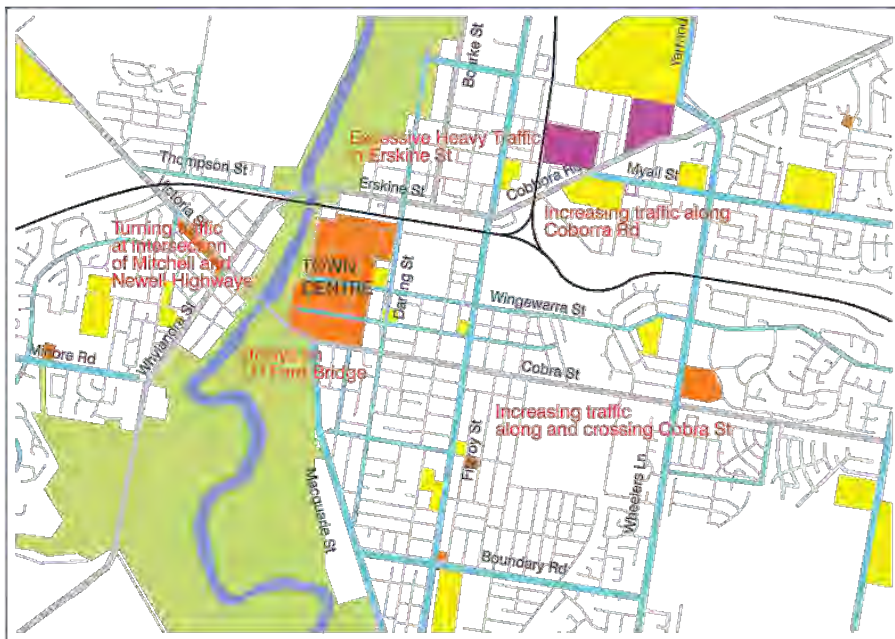 Bourke St
Yarrand
Excessive Heavy Traffic
in Erskine St
Thompson St
Erskine St
Cobbora Rd
Myall St
Victoria St
Increasing traffic along
Coborra Rd
Turning traffic
at intersection
of Mitchell and
Newell Highways
TOWN
CENTRE
Darling St
Wingewarra St
Whylandra St
Minore Rd
Bridge
Cobra St
Increasing traffic
along and crossing Cobra St
Fitzroy St
Wheelers Ln
Macquarie St
Boundary Rd